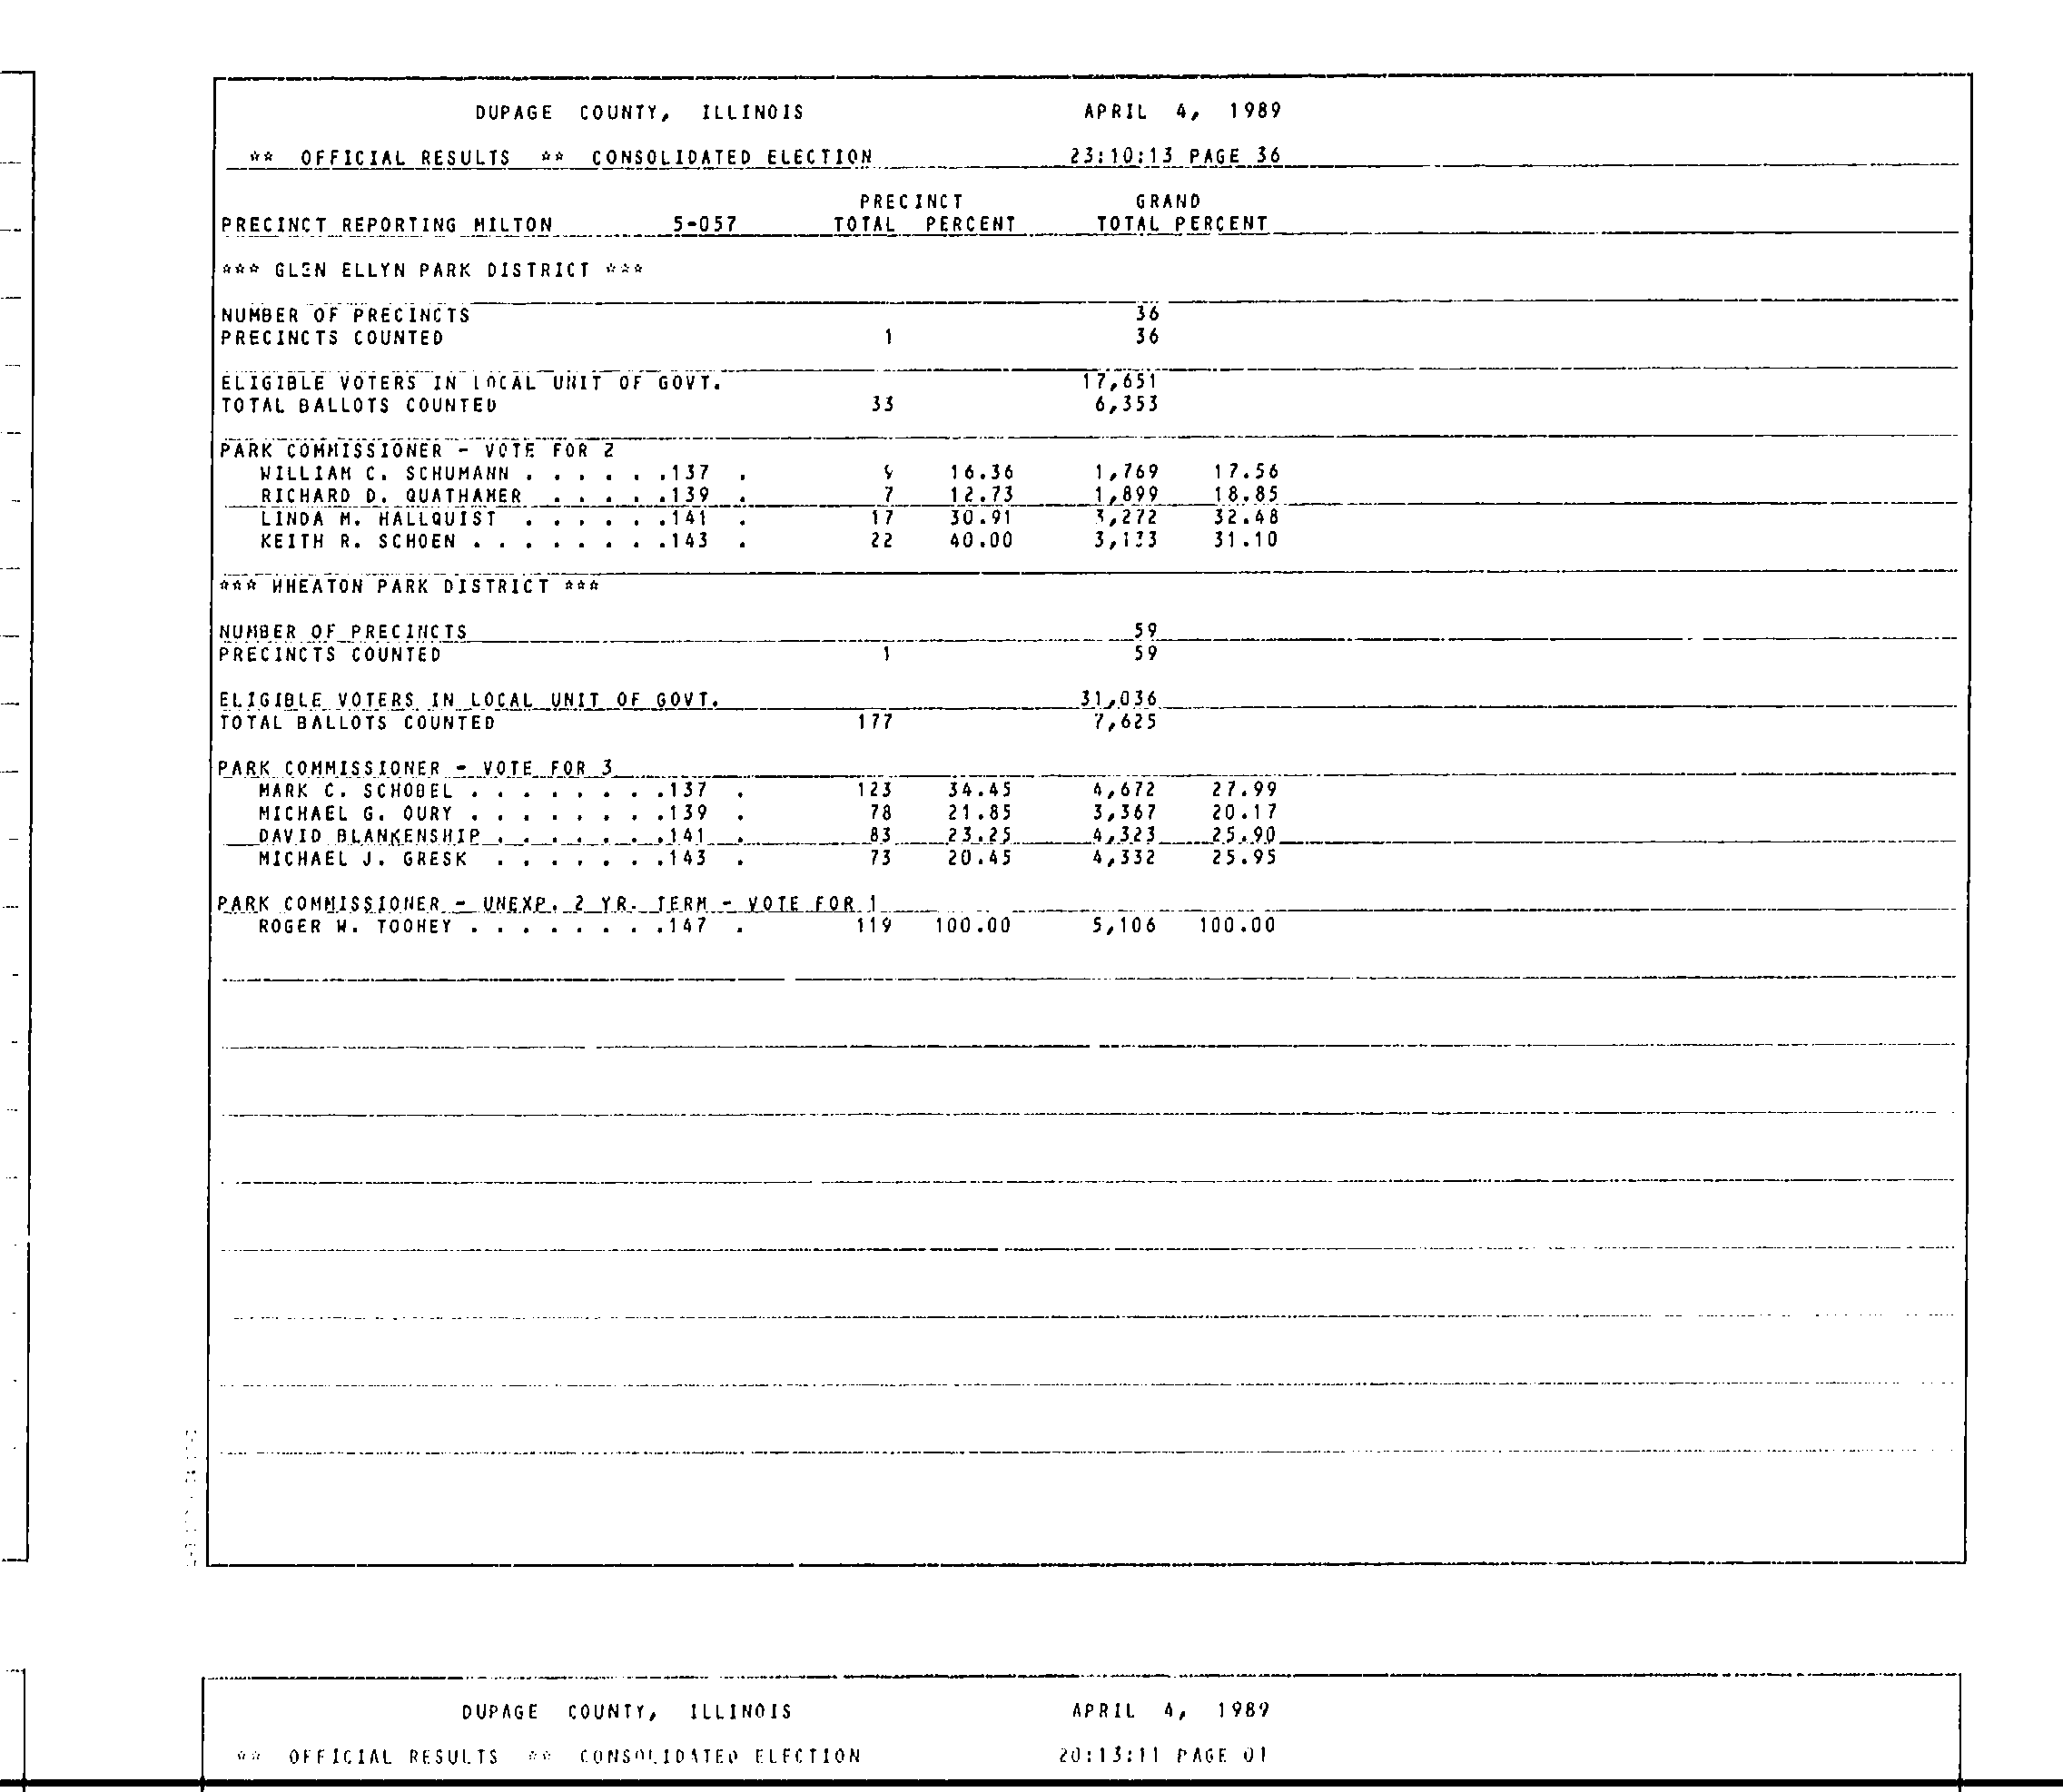 DUPAGE COUNTY, ILLINOIS APRIL 4, 1989
** OFFICIAL RESULTS ** CONSOLIDATED ELECTION 23:10:13 PAGE 36
PRECINCT GRAND
PRECINCT REPORTING MILTON 5-057 TOTAL PERCENT TOTAL PERCENT
*** GLEN ELLYN PARK DISTRICT ***
NUMBER OF PRECINCTS 36
PRECINCTS COUNTED 1 36
ELIGIBLE VOTERS IN LOCAL UNIT OF GOVT. 17,651
TOTAL BALLOTS COUNTED 33 6,353
PARK COMMISSIONER - VOTE FOR 2
WILLIAM C. SCHUMANN . . . . . .137 . 9 16.36 1,769 17.56
RICHARD D. QUATHAMER . . . . .139 . 7 12.73 1,899 18.85
LINDA M. HALLQUIST . . . . . .141 . 17 30.91 3,272 32.48
KEITH R. SCHOEN . . . . . . . .143 . 22 40.00 3,133 31.10
*** WHEATON PARK DISTRICT ***
NUMBER OF PRECINCTS 59
PRECINCTS COUNTED 1 59
ELIGIBLE VOTERS IN LOCAL UNIT OF GOVT. 31,036
TOTAL BALLOTS COUNTED 177 7,625
PARK COMMISSIONER - VOTE FOR 3
MARK C. SCHOBEL . . . . . . . .137 . 123 34.45 4,672 27.99
MICHAEL G. OURY . . . . . . . .139 . 78 21.85 3,367 20.17
DAVID BLANKENSHIP . . . . . . .141 . 83 23.25 4,323 25.90
MICHAEL J. GRESK . . . . . . .143 . 73 20.45 4,332 25.95
PARK COMMISSIONER - UNEXP. 2 YR. TERM - VOTE FOR 1
ROGER W. TOOHEY . . . . . . . .147 . 119 100.00 5,106 100.00
DUPAGE COUNTY, ILLINOIS APRIL 4, 1989
** OFFICIAL RESULTS ** CONSOLIDATED ELECTION 20:13:11 PAGE 01